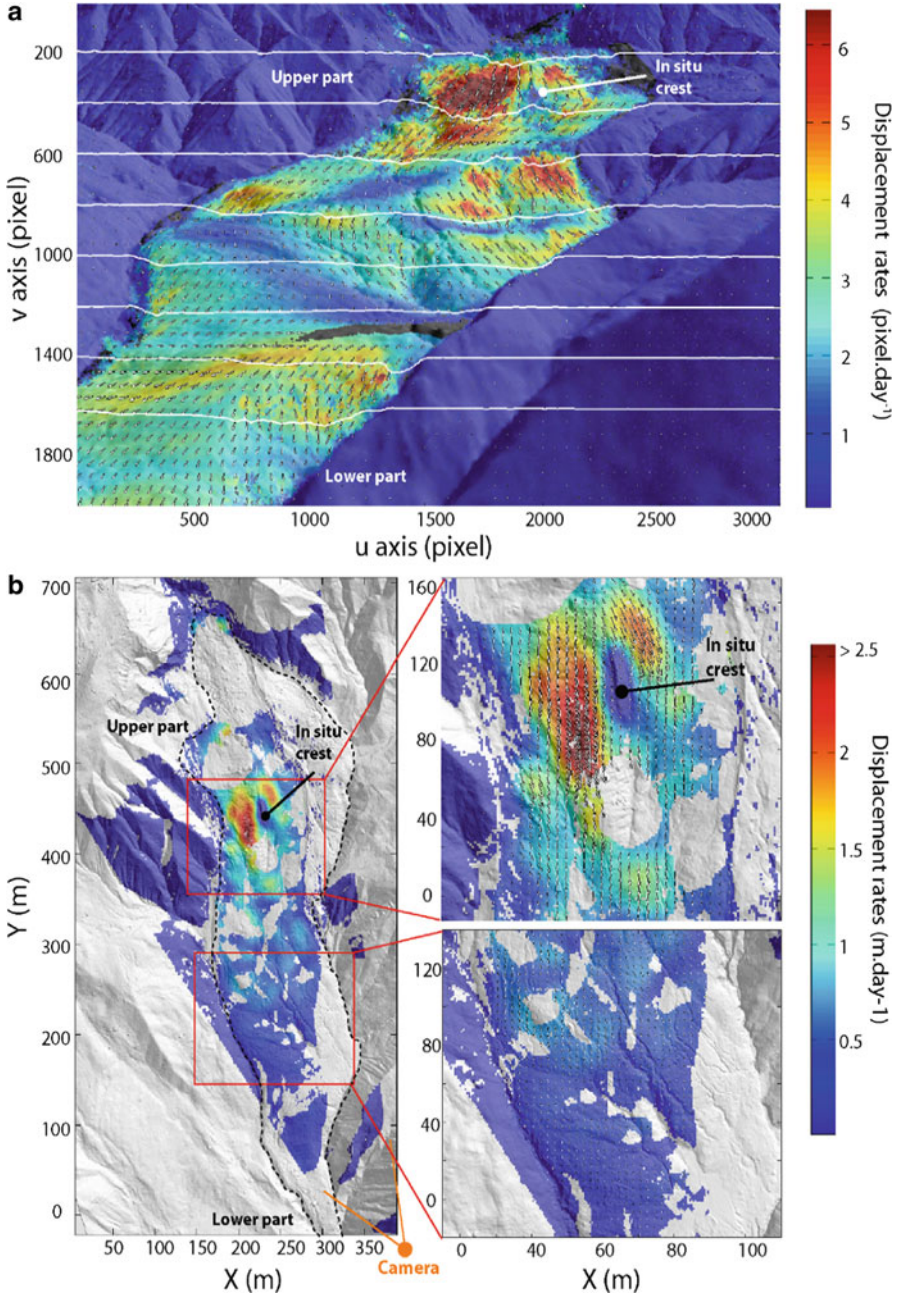 a
200
600
1000
1400
1800
v axis (pixel)
500
1000
1500
2000
2500
3000
u axis (pixel)
Upper part
In situ
crest
Lower part
6
5
4
3
2
1
Displacement rates (pixel.day-1)
b
700
600
500
400
300
200
100
0
Y (m)
50
100
150
200
250
300
350
X (m)
Upper part
In situ
crest
Lower part
Camera
160
120
80
40
0
In situ
crest
120
80
40
0
0
40
60
80
100
X (m)
> 2.5
2
1.5
1
0.5
Displacement rates (m.day-1)